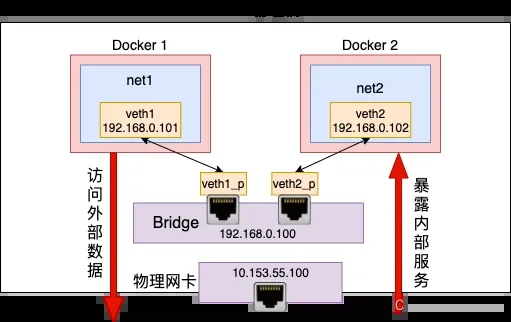 Docker 1
Docker 2
net1
net2
veth1
192.168.0.101
veth2
192.168.0.102
veth1_p
veth2_p
Bridge
192.168.0.100
访问外部数据
暴露内部服务
物理网卡
10.153.55.100
C